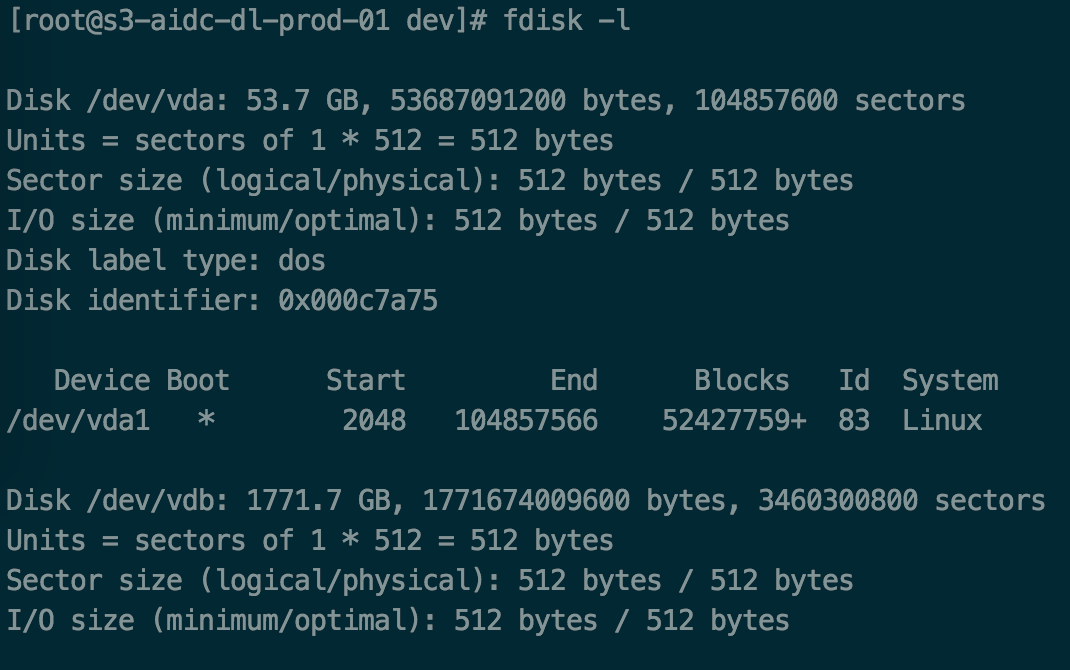 [root@s3-aidc-dl-prod-01 dev]# fdisk -l
Disk /dev/vda: 53.7 GB, 53687091200 bytes, 104857600 sectors
Units = sectors of 1 * 512 = 512 bytes
Sector size (logical/physical): 512 bytes / 512 bytes
I/O size (minimum/optimal): 512 bytes / 512 bytes
Disk label type: dos
Disk identifier: 0x000c7a75
Device Boot Start End Blocks Id System
/dev/vda1 * 2048 104857566 52427759+ 83 Linux
Disk /dev/vdb: 1771.7 GB, 1771674009600 bytes, 3460300800 sectors
Units = sectors of 1 * 512 = 512 bytes
Sector size (logical/physical): 512 bytes / 512 bytes
I/O size (minimum/optimal): 512 bytes / 512 bytes